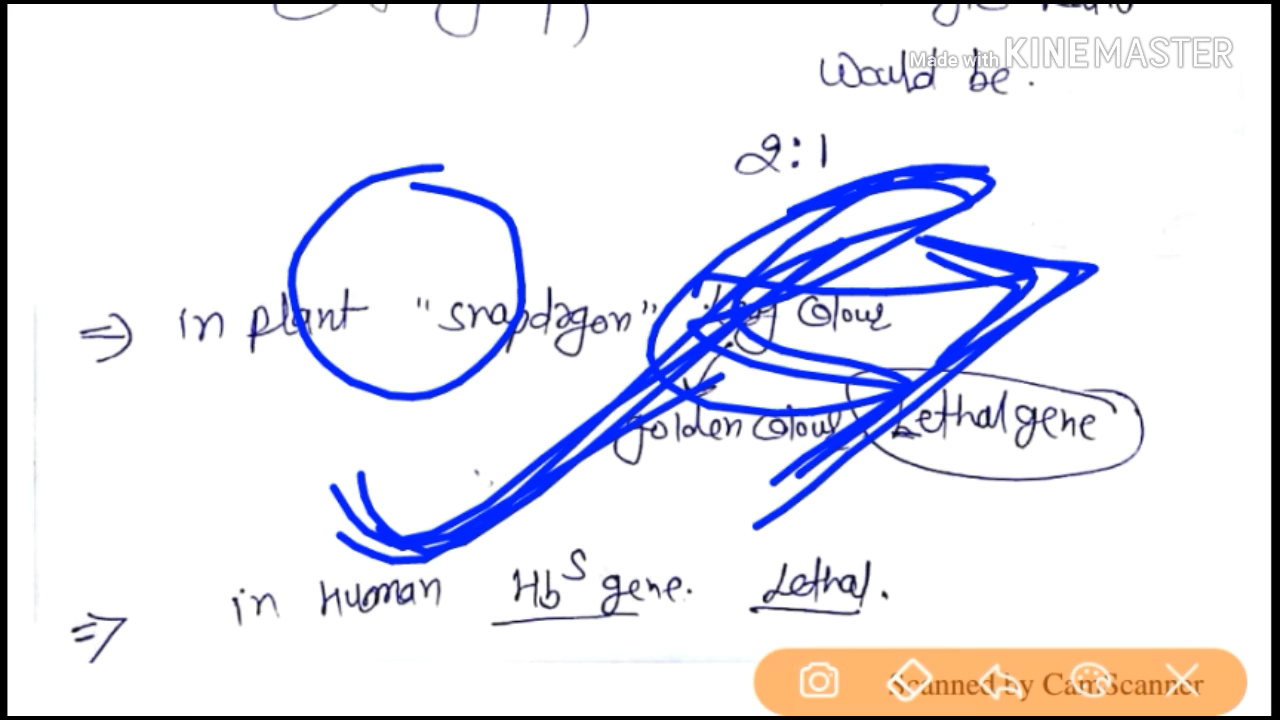 Made with KINEMASTER
would be.
2:1
⇒ in plant "snapdragon" colour
golden colour Lethal gene
⇒ in Human Hb^S gene. Lethal.
Scanned by CamScanner